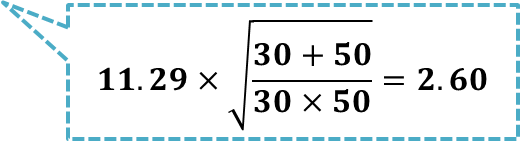 11.29 × √((30 + 50)/(30 × 50)) = 2.60